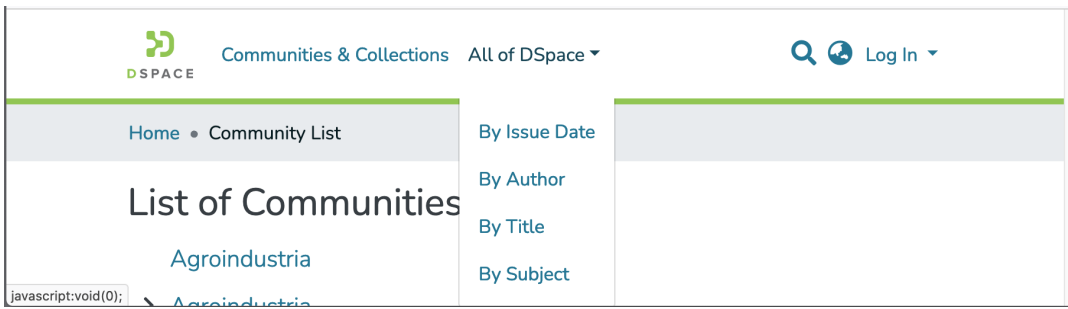 DSPACE
Communities & Collections All of DSpace
Log In
Home • Community List
By Issue Date
By Author
By Title
By Subject
List of Communities
Agroindustria
Agroindustria
javascript:void(0);